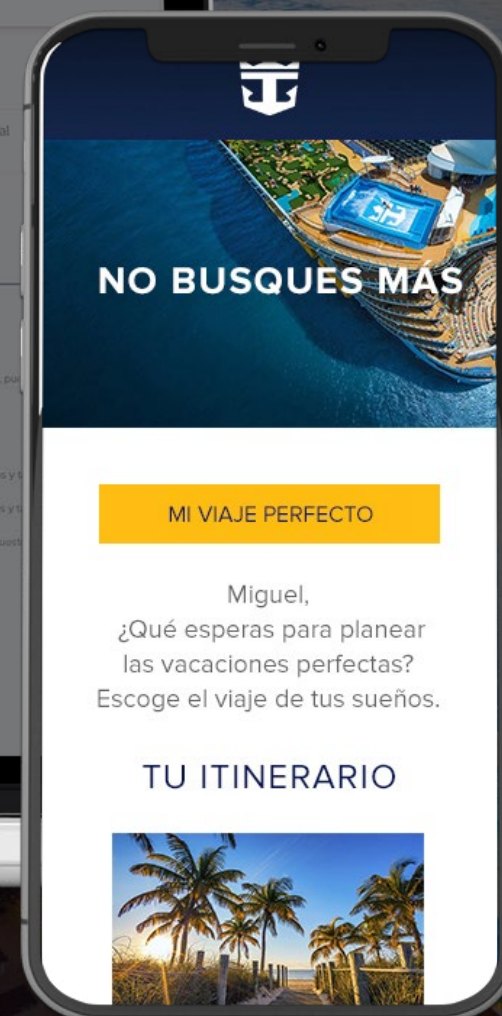 NO BUSQUES MÁS
MI VIAJE PERFECTO
Miguel,
¿Qué esperas para planear
las vacaciones perfectas?
Escoge el viaje de tus sueños.
TU ITINERARIO